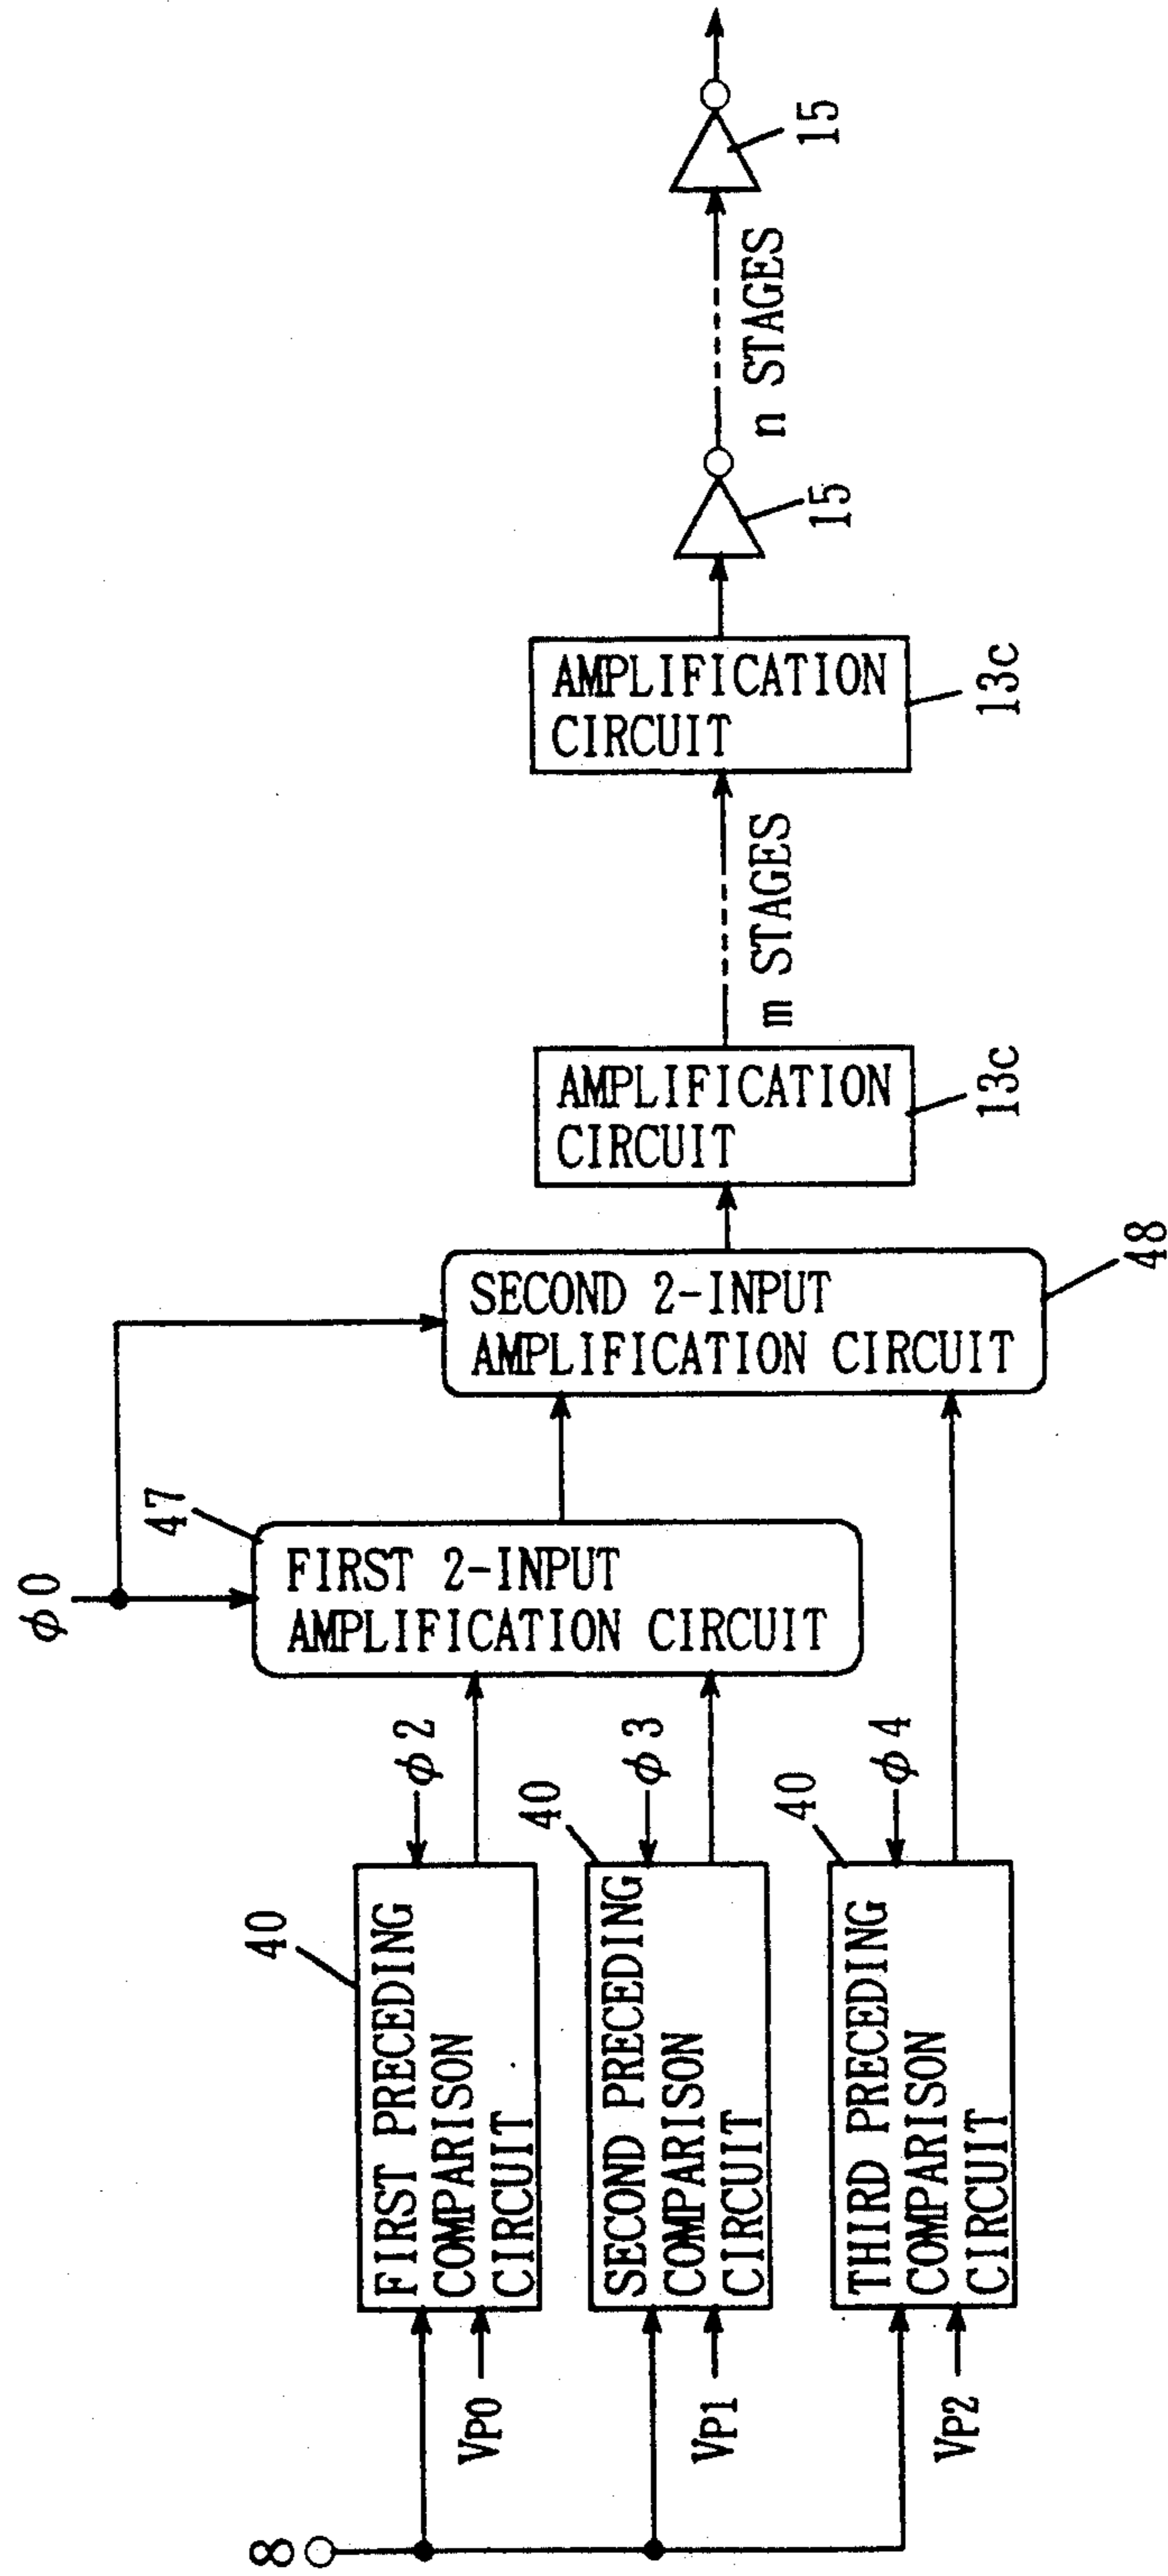 8
VP0
VP1
VP2
40
FIRST PRECEDING
COMPARISON
CIRCUIT
φ2
40
SECOND PRECEDING
COMPARISON
CIRCUIT
φ3
40
THIRD PRECEDING
COMPARISON
CIRCUIT
φ4
φ0
47
FIRST 2-INPUT
AMPLIFICATION CIRCUIT
SECOND 2-INPUT
AMPLIFICATION CIRCUIT
48
AMPLIFICATION
CIRCUIT
13c
m STAGES
AMPLIFICATION
CIRCUIT
13c
15
n STAGES
15